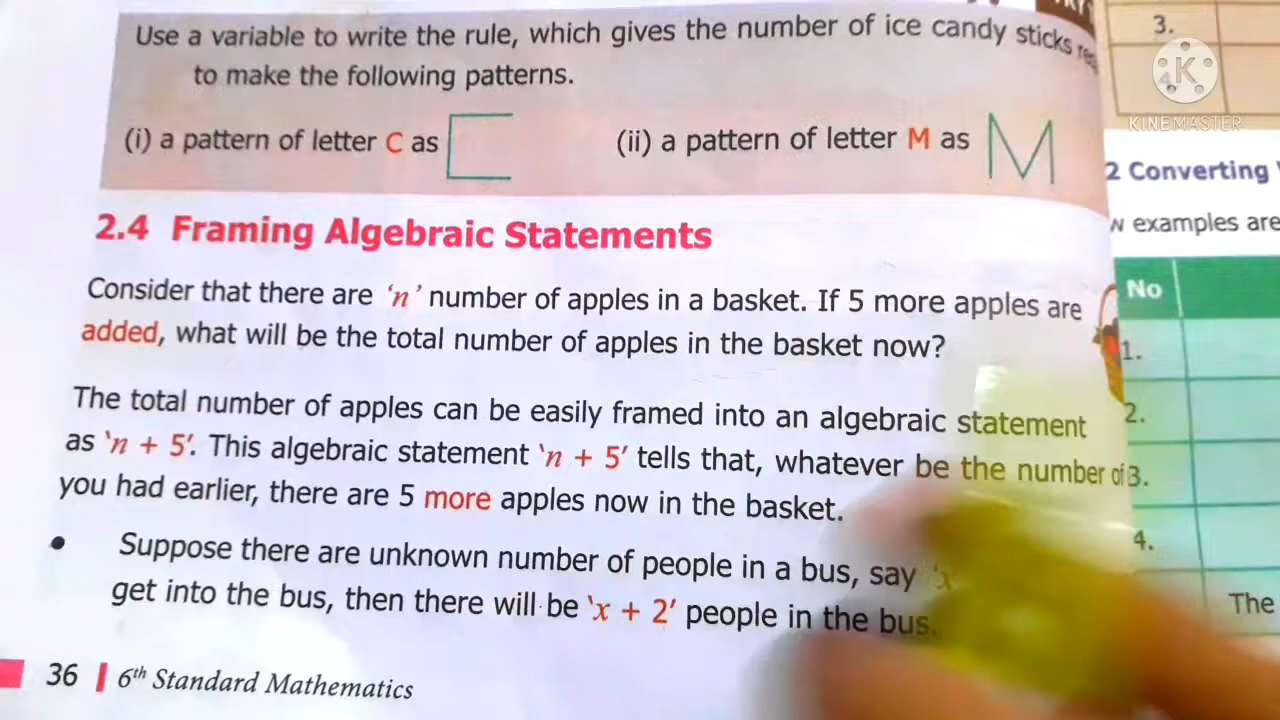 Use a variable to write the rule, which gives the number of ice candy sticks
to make the following patterns.
(i) a pattern of letter C as
(ii) a pattern of letter M as
2.4 Framing Algebraic Statements
Consider that there are ‘n’ number of apples in a basket. If 5 more apples are
added, what will be the total number of apples in the basket now?
The total number of apples can be easily framed into an algebraic statement
as ‘n + 5’. This algebraic statement ‘n + 5’ tells that, whatever be the number of
you had earlier, there are 5 more apples now in the basket.
• Suppose there are unknown number of people in a bus, say ‘x
get into the bus, then there will be ‘x + 2’ people in the bus.
36 | 6th Standard Mathematics
3.
K
KINEMASTER
2 Converting
examples are
No
1.
2.
3.
4.
The